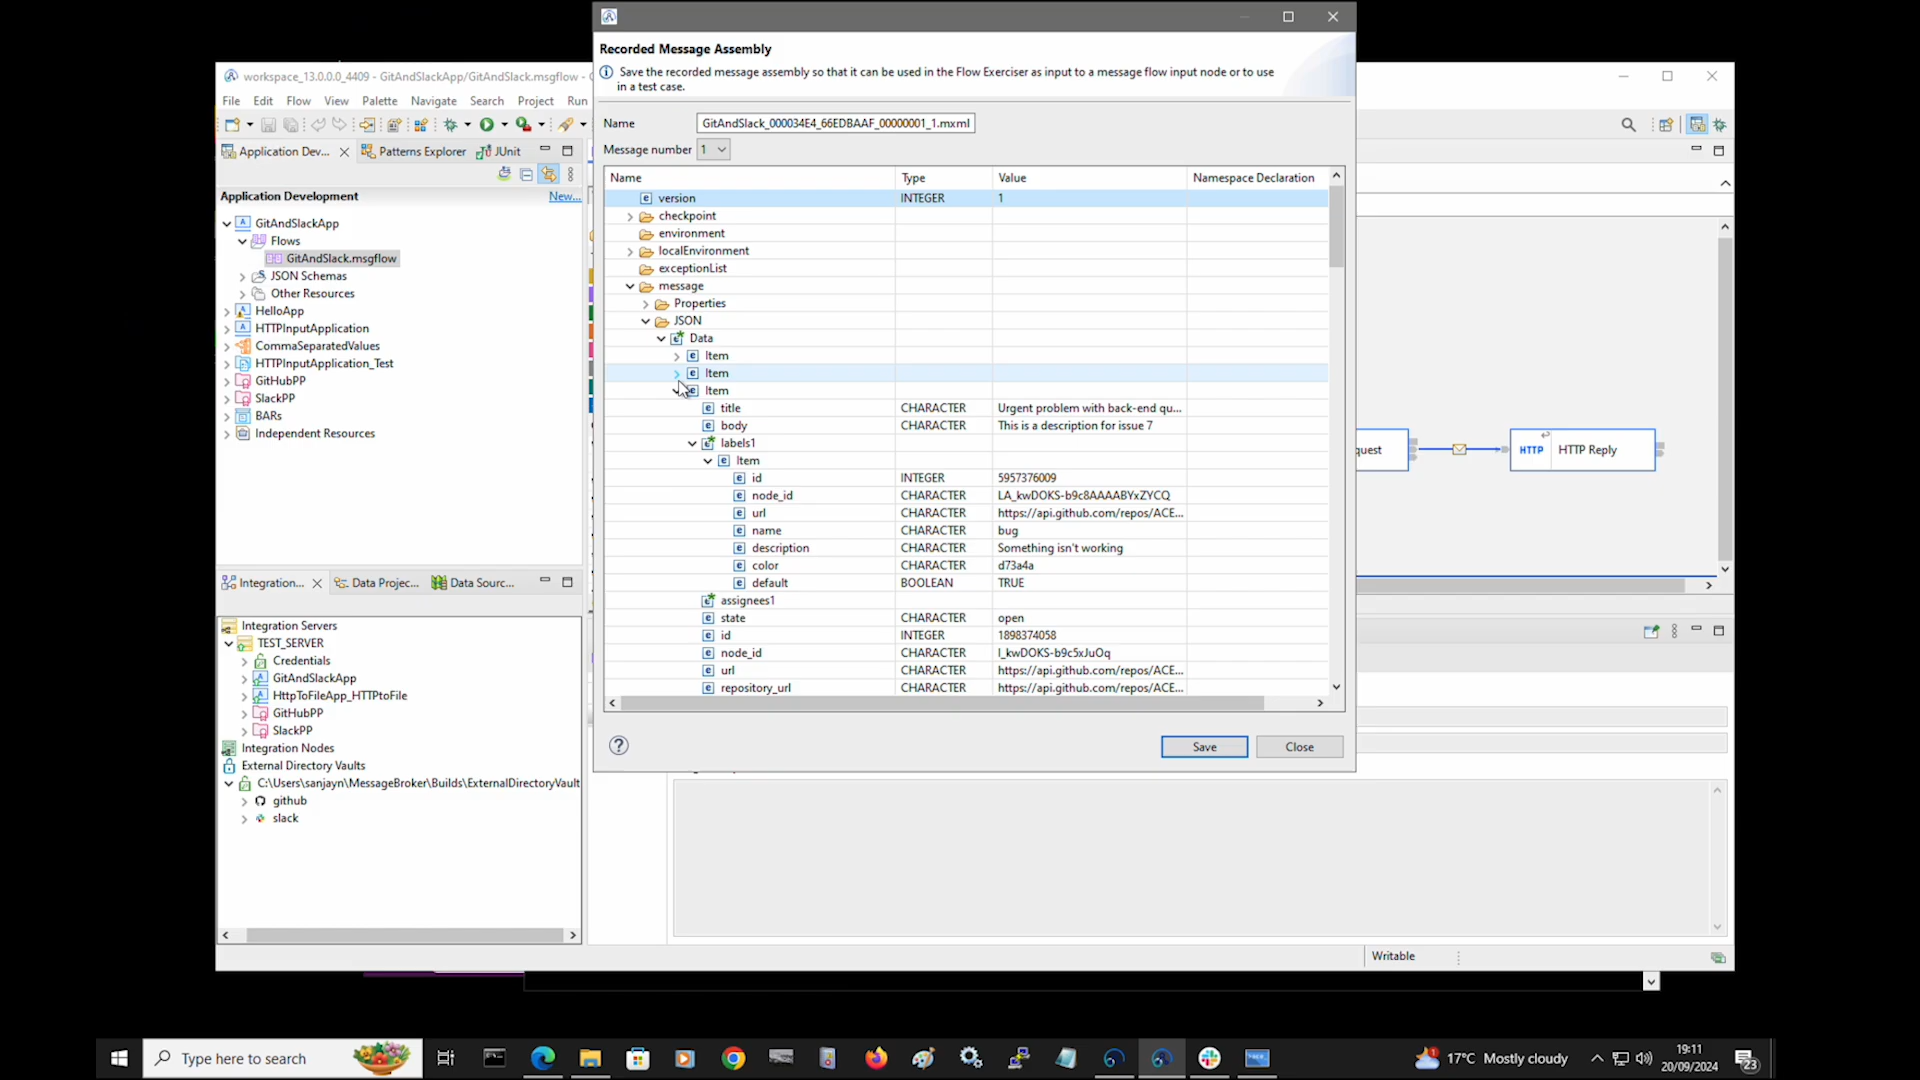 workspace_13.0.0.0_4409 - GitAndSlackApp/GitAndSlack.msgflow -
File Edit Flow View Palette Navigate Search Project Run
Application Dev... Patterns Explorer JUnit
Application Development New...
GitAndSlackApp
Flows
GitAndSlack.msgflow
JSON Schemas
Other Resources
HelloApp
HTTPInputApplication
CommaSeparatedValues
HTTPInputApplication_Test
GitHubPP
SlackPP
BARs
Independent Resources
Integration... Data Projec... Data Sourc...
Integration Servers
TEST_SERVER
Credentials
GitAndSlackApp
HttpToFileApp_HTTPtoFile
GitHubPP
SlackPP
Integration Nodes
External Directory Vaults
C:\Users\sanjayn\MessageBroker\Builds\ExternalDirectoryVault
github
slack
Recorded Message Assembly
Save the recorded message assembly so that it can be used in the Flow Exerciser as input to a message flow input node or to use
in a test case.
Name GitAndSlack_000034E4_66EDBAAF_00000001_1.mxml
Message number 1
Name Type Value Namespace Declaration
version INTEGER 1
checkpoint
environment
localEnvironment
exceptionList
message
Properties
JSON
Data
Item
Item
Item
title CHARACTER Urgent problem with back-end qu...
body CHARACTER This is a description for issue 7
labels1
Item
id INTEGER 5957376009
node_id CHARACTER LA_kwDOKS-b9c8AAAABYxZYCQ
url CHARACTER https://api.github.com/repos/ACE...
name CHARACTER bug
description CHARACTER Something isn't working
color CHARACTER d73a4a
default BOOLEAN TRUE
assignees1
state CHARACTER open
id INTEGER 1898374058
node_id CHARACTER I_kwDOKS-b9c5xJuOq
url CHARACTER https://api.github.com/repos/ACE...
repository_url CHARACTER https://api.github.com/repos/ACE...
Save Close
quest HTTP HTTP Reply
Writable
Type here to search
17°C Mostly cloudy
19:11
20/09/2024
23